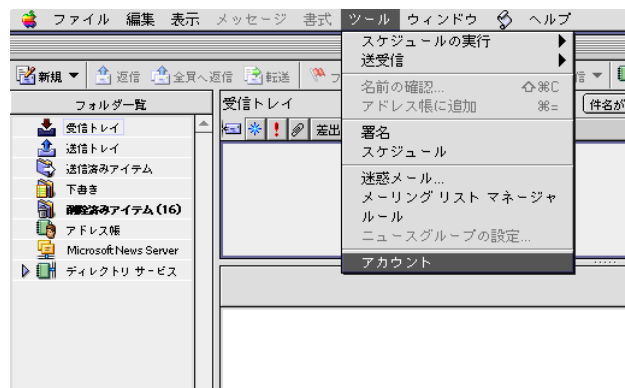 ファイル 編集 表示 メッセージ 書式 ツール ウィンドウ ヘルプ
新規 返信 全員へ返信 転送
スケジュールの実行
送受信
名前の確認... ⇧⌘C
アドレス帳に追加 ⌘=
署名
スケジュール
迷惑メール...
メーリング リスト マネージャ
ルール
ニュースグループの設定...
アカウント
フォルダ一覧
受信トレイ
送信トレイ
送信済みアイテム
下書き
削除済みアイテム (16)
アドレス帳
Microsoft News Server
ディレクトリ サービス
受信トレイ
差出
件名が